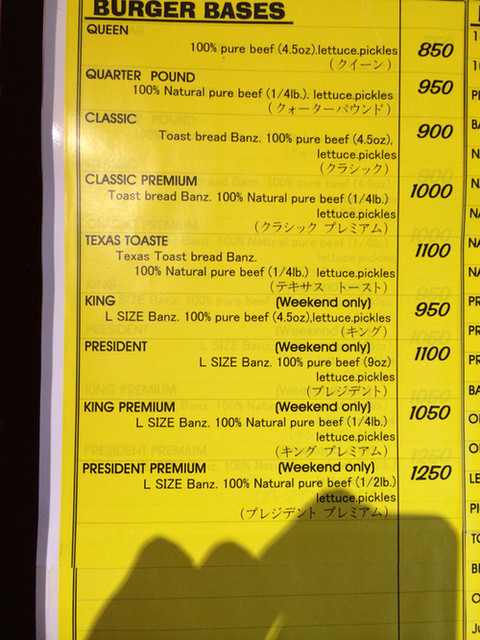 BURGER BASES
QUEEN
100% pure beef (4.5oz).lettuce.pickles 850
(クイーン)
QUARTER POUND
100% Natural pure beef (1/4lb.). lettuce.pickles 950
(クォーターパウンド)
CLASSIC
Toast bread Banz. 100% pure beef (4.5oz), 900
lettuce.pickles
(クラシック)
CLASSIC PREMIUM
Toast bread Banz. 100% Natural pure beef (1/4lb.) 1000
lettuce.pickles
(クラシック プレミアム)
TEXAS TOASTE
Texas Toast bread Banz. 1100
100% Natural pure beef (1/4lb.) lettuce.pickles
(テキサス トースト)
KING (Weekend only)
L SIZE Banz. 100% pure beef (4.5oz),lettuce.pickles 950
(キング)
PRESIDENT (Weekend only) 1100
L SIZE Banz. 100% pure beef (9oz)
lettuce.pickles
(プレジデント)
KING PREMIUM (Weekend only) 1050
L SIZE Banz. 100% Natural pure beef (1/4lb.)
lettuce.pickles
(キング プレミアム)
PRESIDENT PREMIUM (Weekend only) 1250
L SIZE Banz. 100% Natural pure beef (1/2lb.)
lettuce.pickles
(プレジデント プレミアム)